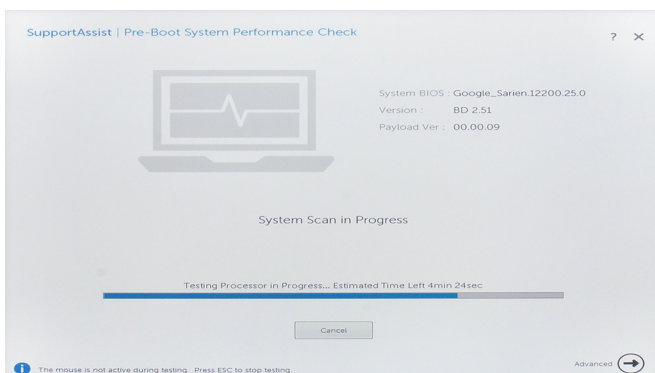 SupportAssist | Pre-Boot System Performance Check
? ✕
System BIOS : Google_Sarien.12200.25.0
Version : BD 2.51
Payload Ver : 00.00.09
System Scan in Progress
Testing Processor in Progress... Estimated Time Left 4min 24sec
Cancel
Advanced
The mouse is not active during testing. Press ESC to stop testing.